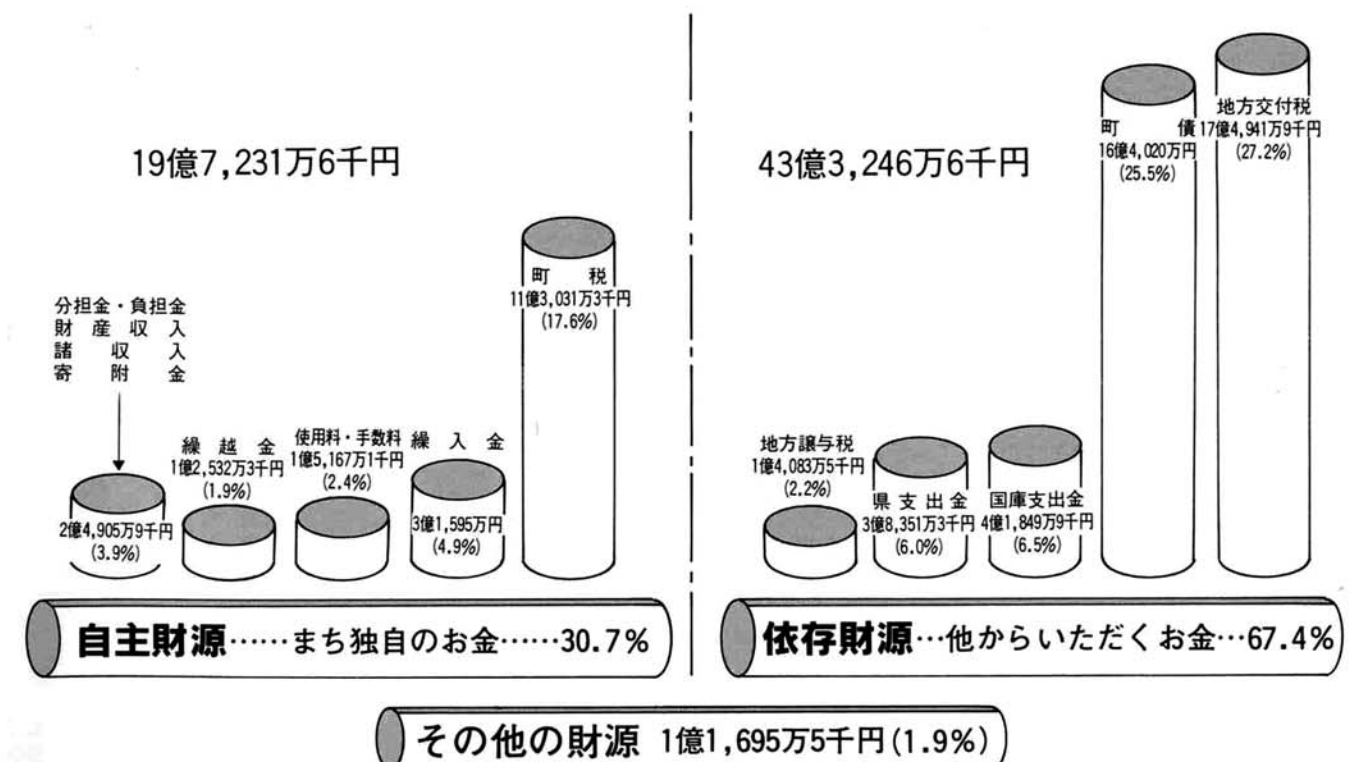 19億7,231万6千円
分担金・負担金
財産収入
諸収入
寄附金
2億4,905万9千円
(3.9%)
繰越金
1億2,532万3千円
(1.9%)
使用料・手数料
1億5,167万1千円
(2.4%)
繰入金
3億1,595万円
(4.9%)
町税
11億3,031万3千円
(17.6%)
自主財源……まち独自のお金……30.7%
43億3,246万6千円
地方譲与税
1億4,083万5千円
(2.2%)
県支出金
3億8,351万3千円
(6.0%)
国庫支出金
4億1,849万9千円
(6.5%)
町債
16億4,020万円
(25.5%)
地方交付税
17億4,941万9千円
(27.2%)
依存財源…他からいただくお金…67.4%
その他の財源 1億1,695万5千円(1.9%)